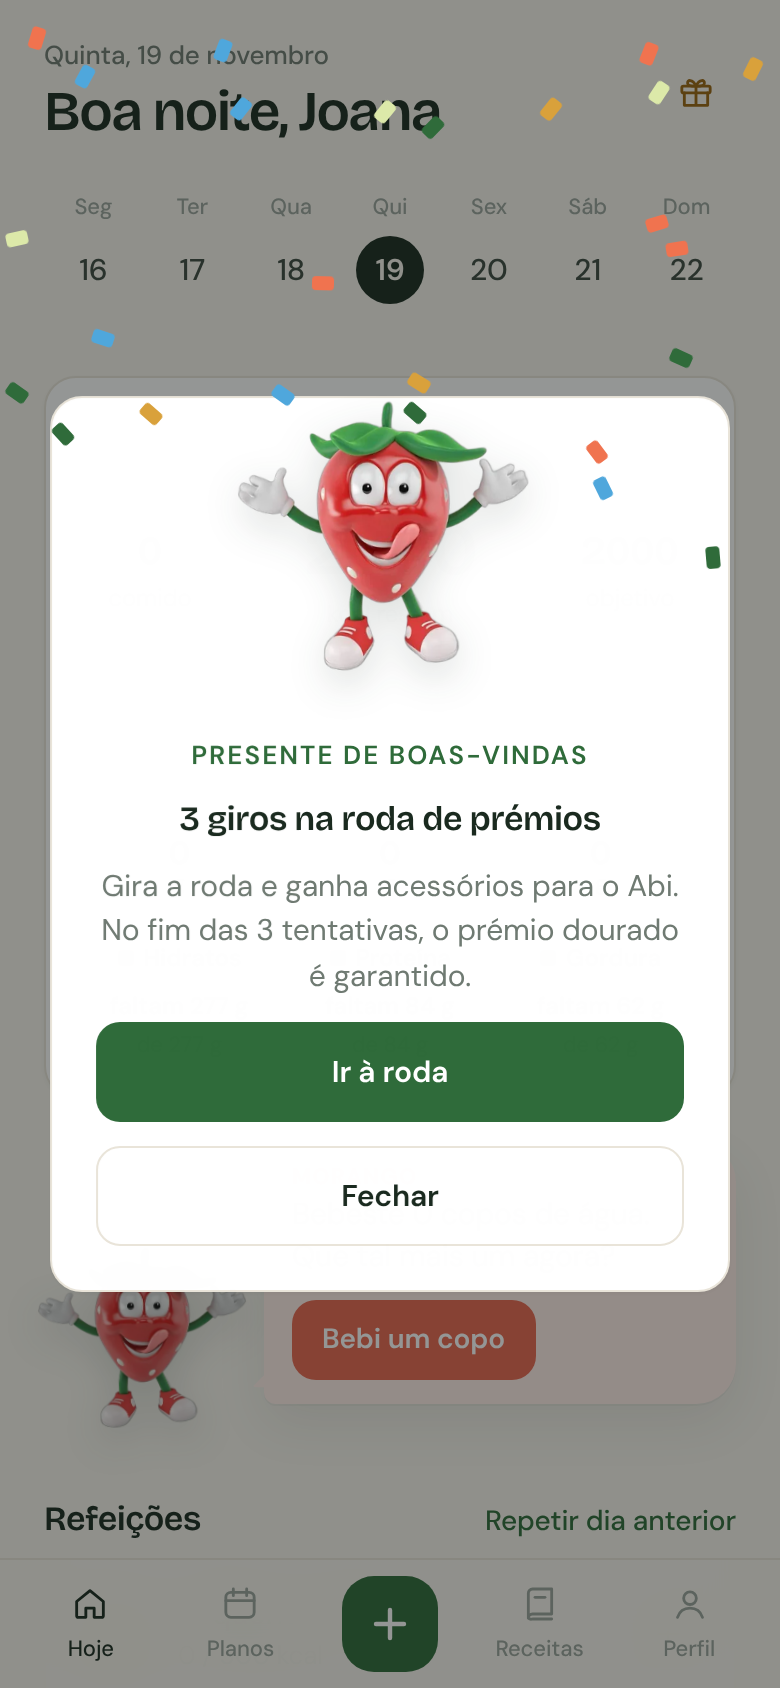 Quinta, 19 de novembro
Boa noite, Joana
Seg Ter Qua Qui Sex Sáb Dom
16 17 18 19 20 21 22
PRESENTE DE BOAS-VINDAS
3 giros na roda de prémios
Gira a roda e ganha acessórios para o Abi.
No fim das 3 tentativas, o prémio dourado
é garantido.
Ir à roda
Fechar
Bebi um copo
Refeições Repetir dia anterior
Hoje Planos Receitas Perfil